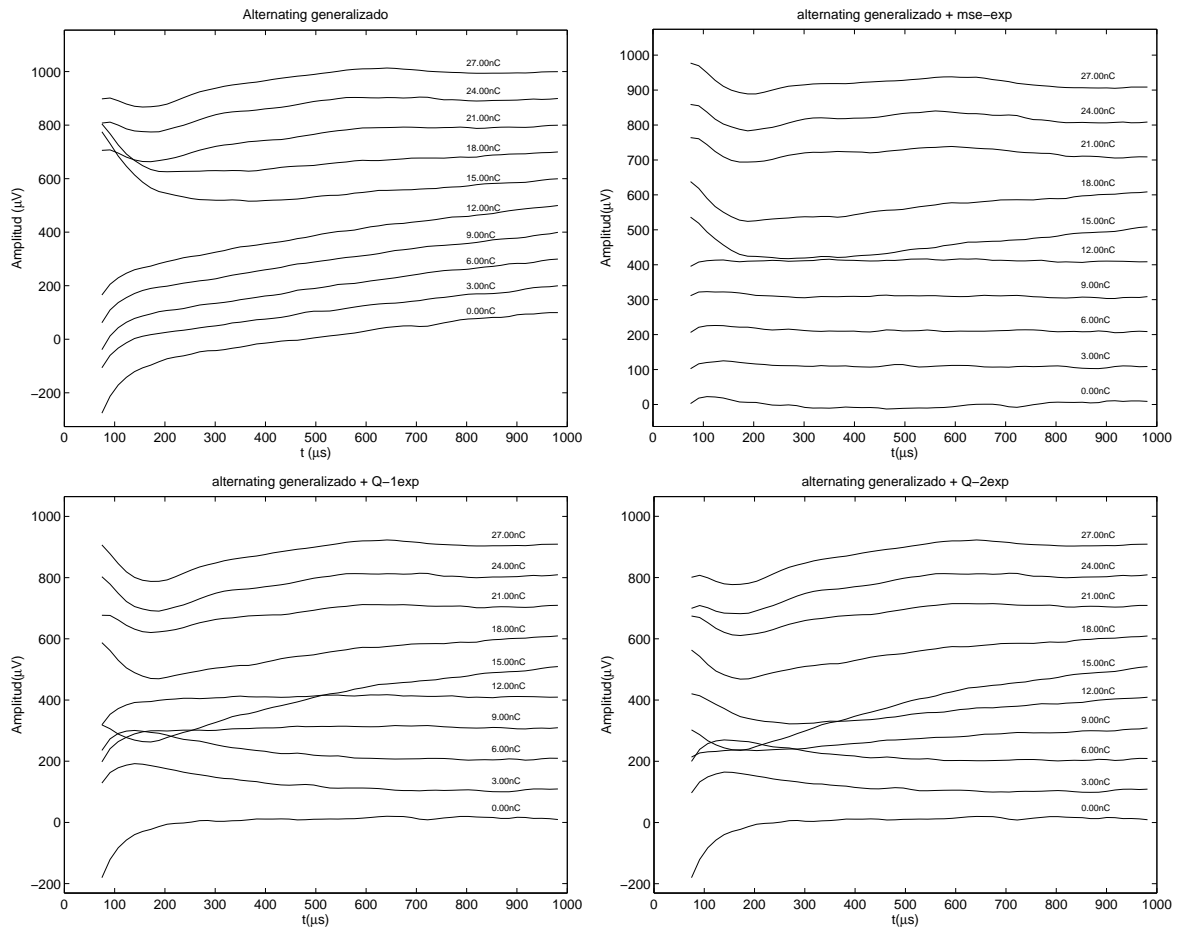 Alternating generalizado
Amplitud (μV)
1000
800
600
400
200
0
−200
27.00nC
24.00nC
21.00nC
18.00nC
15.00nC
12.00nC
9.00nC
6.00nC
3.00nC
0.00nC
0 100 200 300 400 500 600 700 800 900 1000
t (μs)
alternating generalizado + mse−exp
Amplitud(μV)
1000
900
800
700
600
500
400
300
200
100
0
27.00nC
24.00nC
21.00nC
18.00nC
15.00nC
12.00nC
9.00nC
6.00nC
3.00nC
0.00nC
0 100 200 300 400 500 600 700 800 900 1000
t(μs)
alternating generalizado + Q−1exp
Amplitud(μV)
1000
800
600
400
200
0
−200
27.00nC
24.00nC
21.00nC
18.00nC
15.00nC
12.00nC
9.00nC
6.00nC
3.00nC
0.00nC
0 100 200 300 400 500 600 700 800 900 1000
t(μs)
alternating generalizado + Q−2exp
Amplitud(μV)
1000
800
600
400
200
0
−200
27.00nC
24.00nC
21.00nC
18.00nC
15.00nC
12.00nC
9.00nC
6.00nC
3.00nC
0.00nC
0 100 200 300 400 500 600 700 800 900 1000
t(μs)